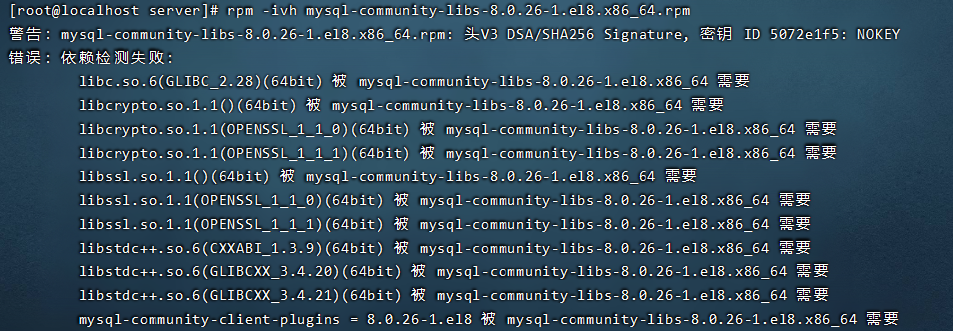 [root@localhost server]# rpm -ivh mysql-community-libs-8.0.26-1.el8.x86_64.rpm
警告: mysql-community-libs-8.0.26-1.el8.x86_64.rpm: 头V3 DSA/SHA256 Signature, 密钥 ID 5072e1f5: NOKEY
错误: 依赖检测失败:
libc.so.6(GLIBC_2.28)(64bit) 被 mysql-community-libs-8.0.26-1.el8.x86_64 需要
libcrypto.so.1.1()(64bit) 被 mysql-community-libs-8.0.26-1.el8.x86_64 需要
libcrypto.so.1.1(OPENSSL_1_1_0)(64bit) 被 mysql-community-libs-8.0.26-1.el8.x86_64 需要
libcrypto.so.1.1(OPENSSL_1_1_1)(64bit) 被 mysql-community-libs-8.0.26-1.el8.x86_64 需要
libssl.so.1.1()(64bit) 被 mysql-community-libs-8.0.26-1.el8.x86_64 需要
libssl.so.1.1(OPENSSL_1_1_0)(64bit) 被 mysql-community-libs-8.0.26-1.el8.x86_64 需要
libssl.so.1.1(OPENSSL_1_1_1)(64bit) 被 mysql-community-libs-8.0.26-1.el8.x86_64 需要
libstdc++.so.6(CXXABI_1.3.9)(64bit) 被 mysql-community-libs-8.0.26-1.el8.x86_64 需要
libstdc++.so.6(GLIBCXX_3.4.20)(64bit) 被 mysql-community-libs-8.0.26-1.el8.x86_64 需要
libstdc++.so.6(GLIBCXX_3.4.21)(64bit) 被 mysql-community-libs-8.0.26-1.el8.x86_64 需要
mysql-community-client-plugins = 8.0.26-1.el8 被 mysql-community-libs-8.0.26-1.el8.x86_64 需要